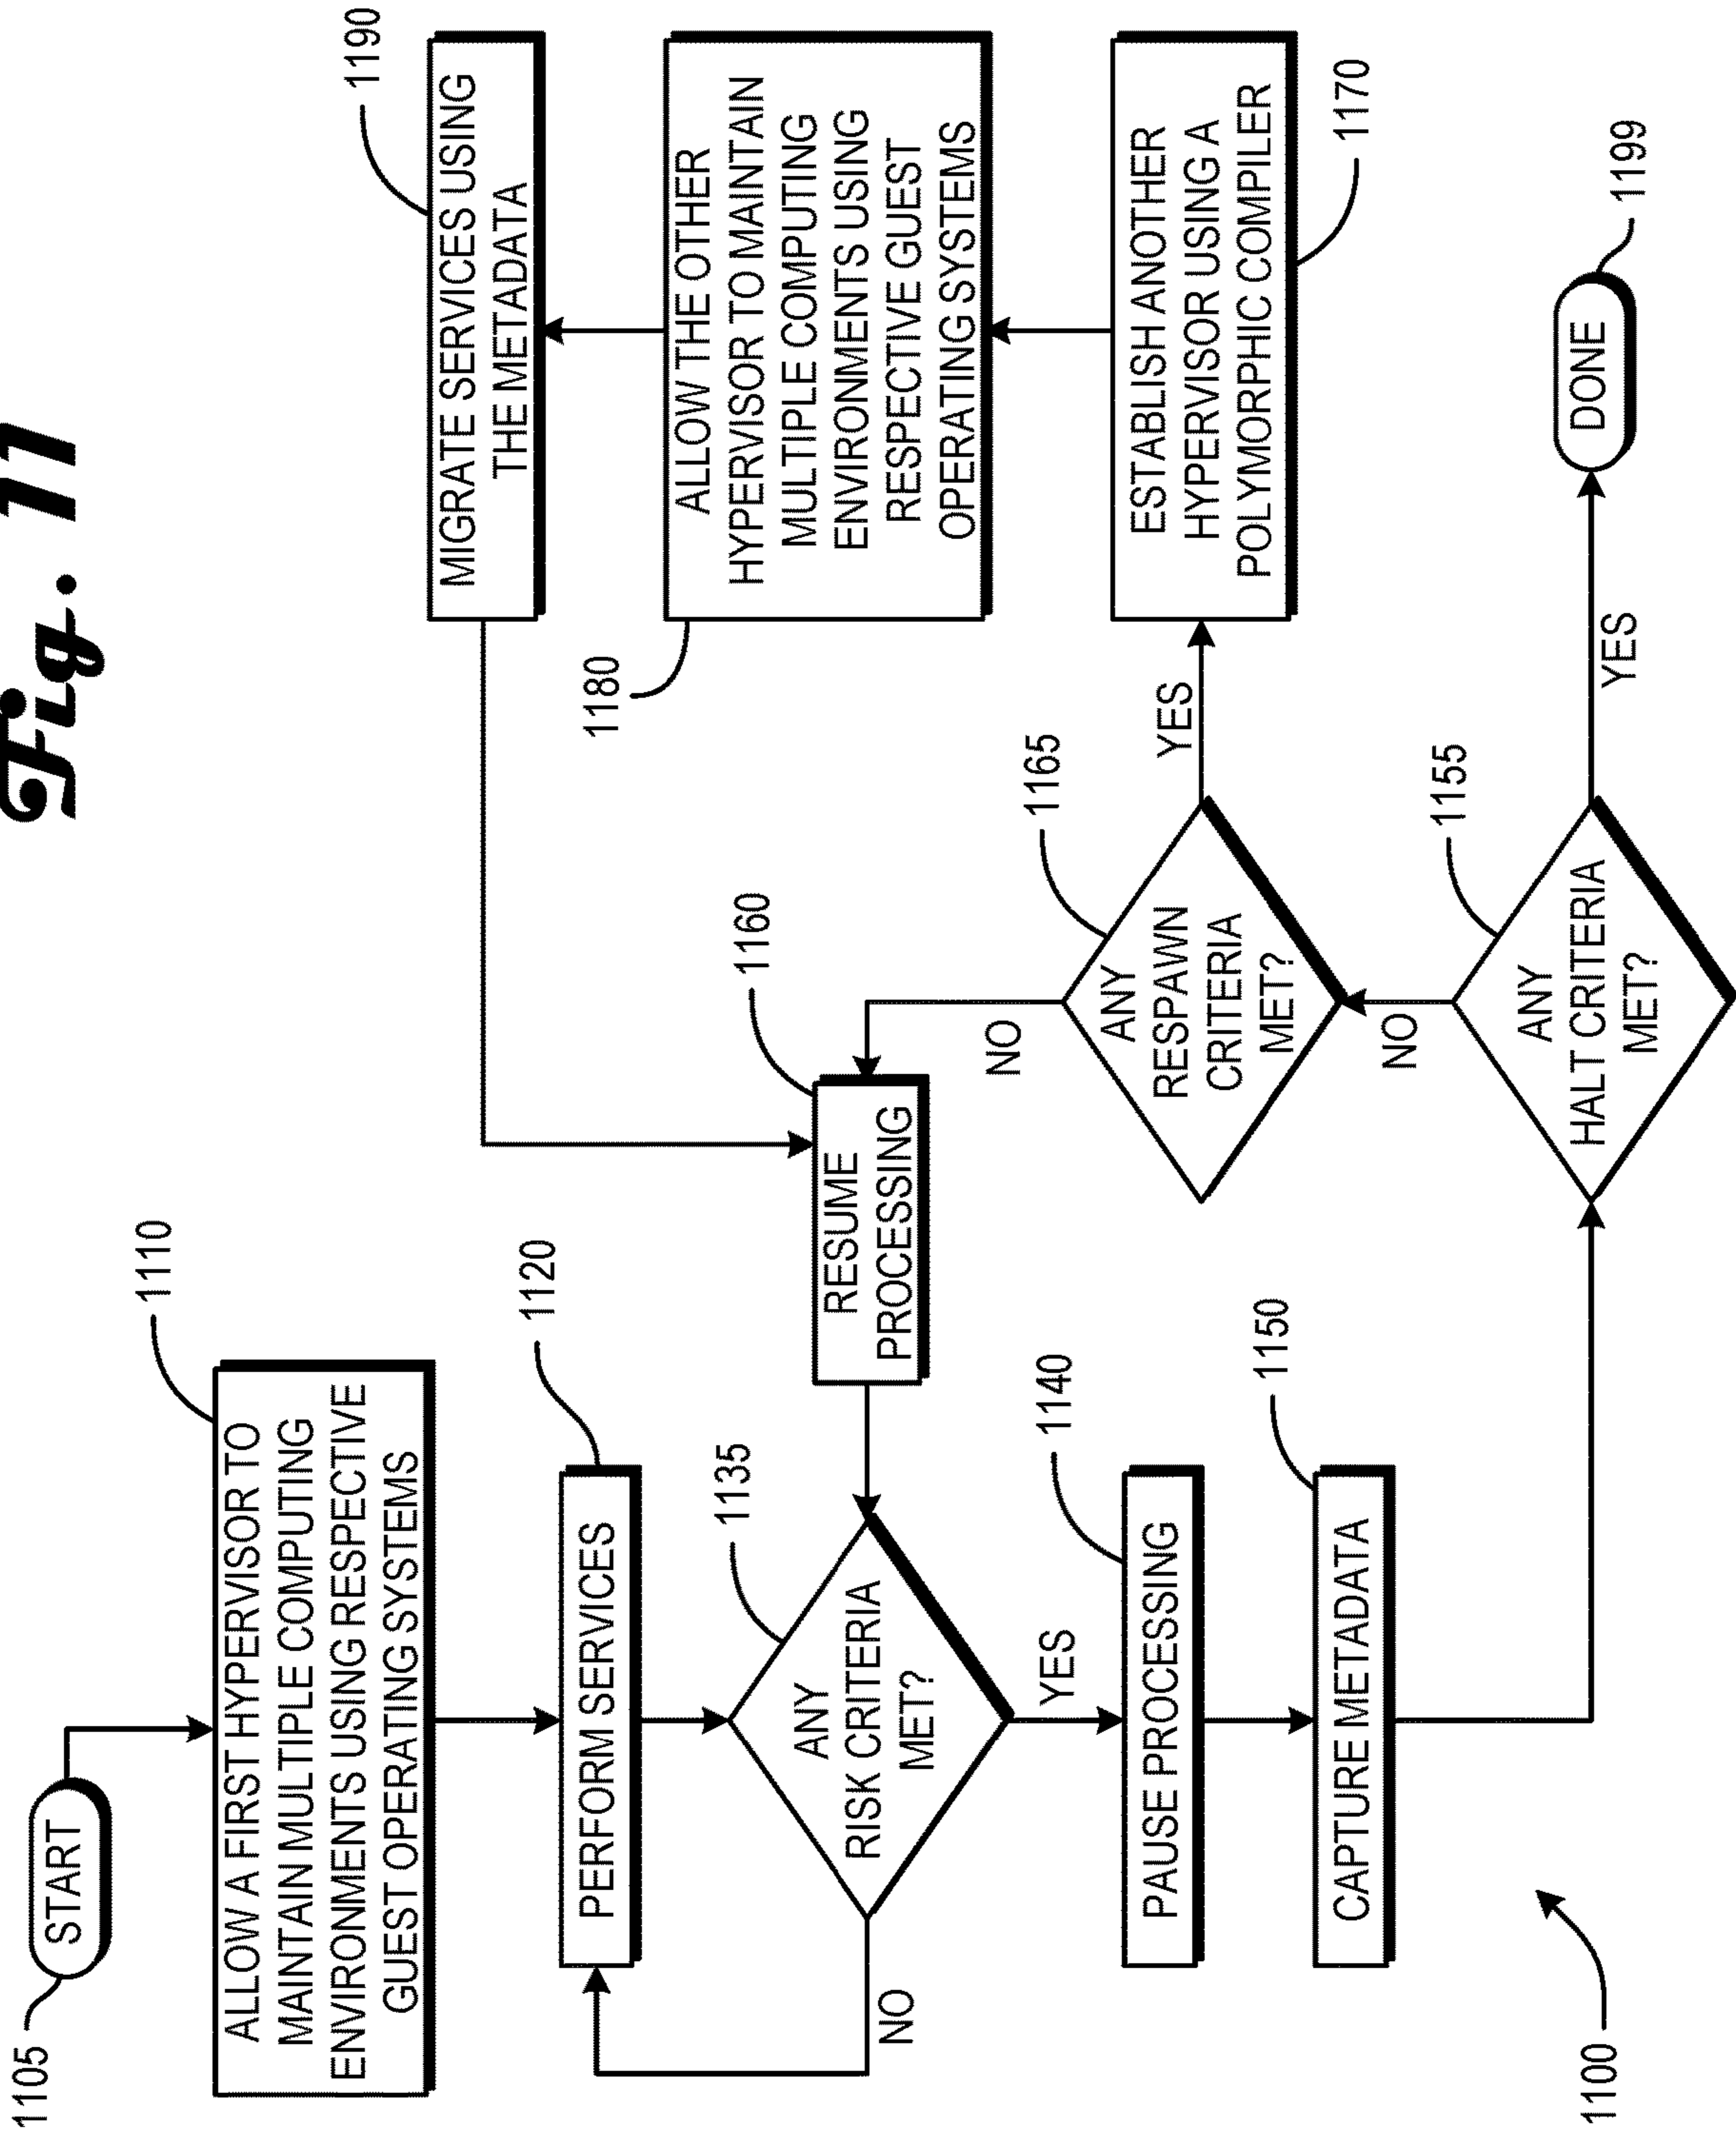 Fig. 11
1105
START
1110
ALLOW A FIRST HYPERVISOR TO
MAINTAIN MULTIPLE COMPUTING
ENVIRONMENTS USING RESPECTIVE
GUEST OPERATING SYSTEMS
1120
PERFORM SERVICES
1135
ANY
RISK CRITERIA
MET?
NO
YES
1140
PAUSE PROCESSING
1150
CAPTURE METADATA
1100
1190
MIGRATE SERVICES USING
THE METADATA
1180
ALLOW THE OTHER
HYPERVISOR TO MAINTAIN
MULTIPLE COMPUTING
ENVIRONMENTS USING
RESPECTIVE GUEST
OPERATING SYSTEMS
1160
RESUME
PROCESSING
NO
1165
ANY
RESPAWN
CRITERIA
MET?
YES
1170
ESTABLISH ANOTHER
HYPERVISOR USING A
POLYMORPHIC COMPILER
NO
1155
ANY
HALT CRITERIA
MET?
YES
DONE
1199